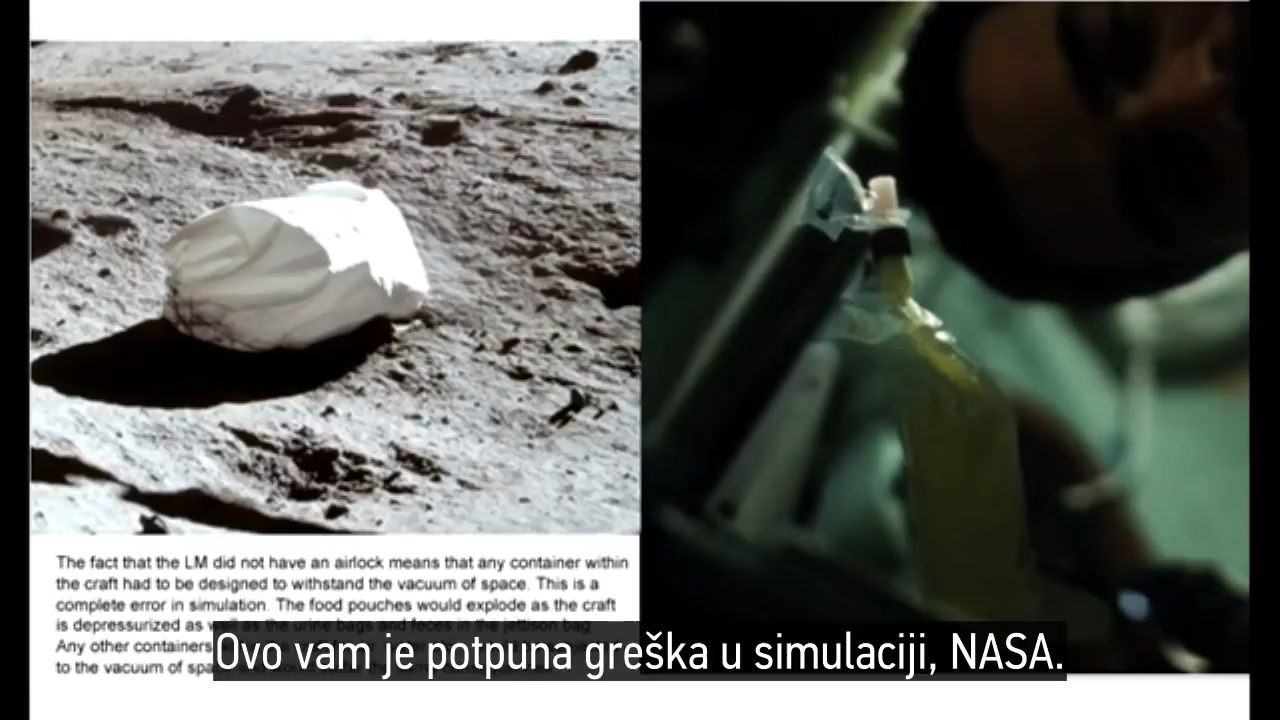 The fact that the LM did not have an airlock means that any container within
the craft had to be designed to withstand the vacuum of space. This is a
complete error in simulation. The food pouches would explode as the craft
is depressurized as well as the urine bags and feces in the jettison bag
Any other containers
to the vacuum of spa
Ovo vam je potpuna greška u simulaciji, NASA.